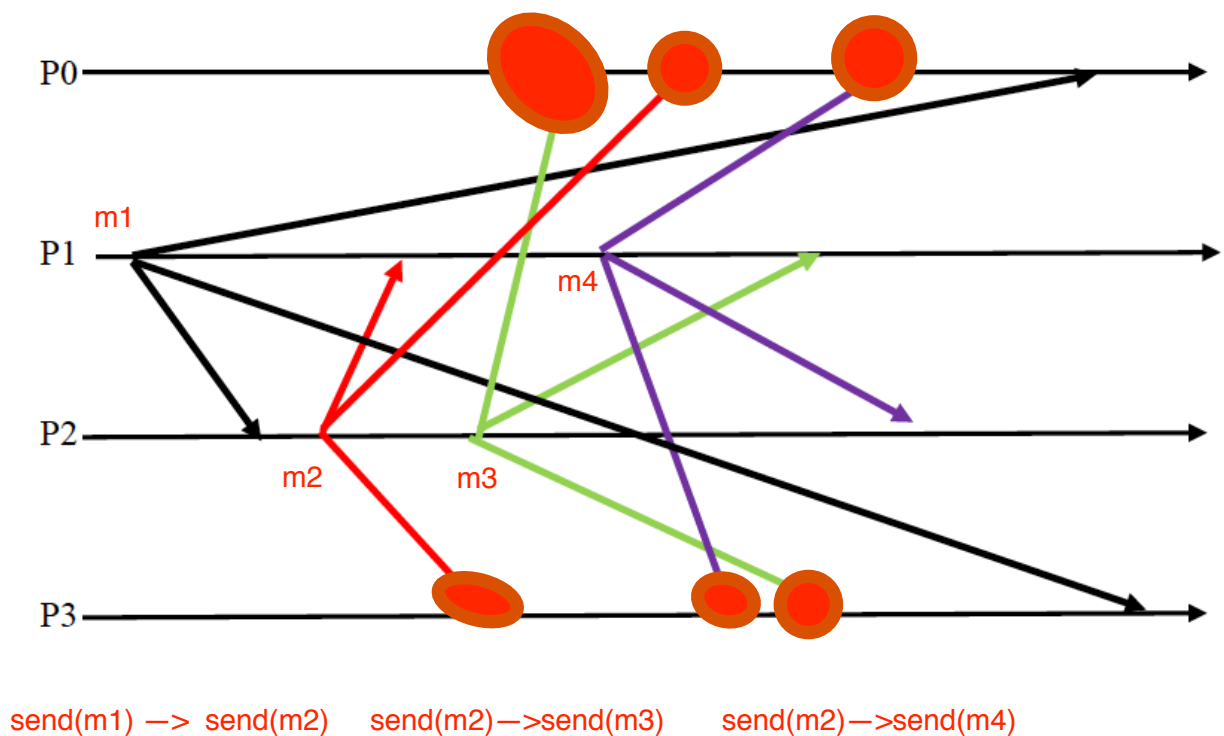 P0
m1
P1
m4
P2
m2
m3
P3
send(m1) —> send(m2) send(m2)—>send(m3) send(m2)—>send(m4)